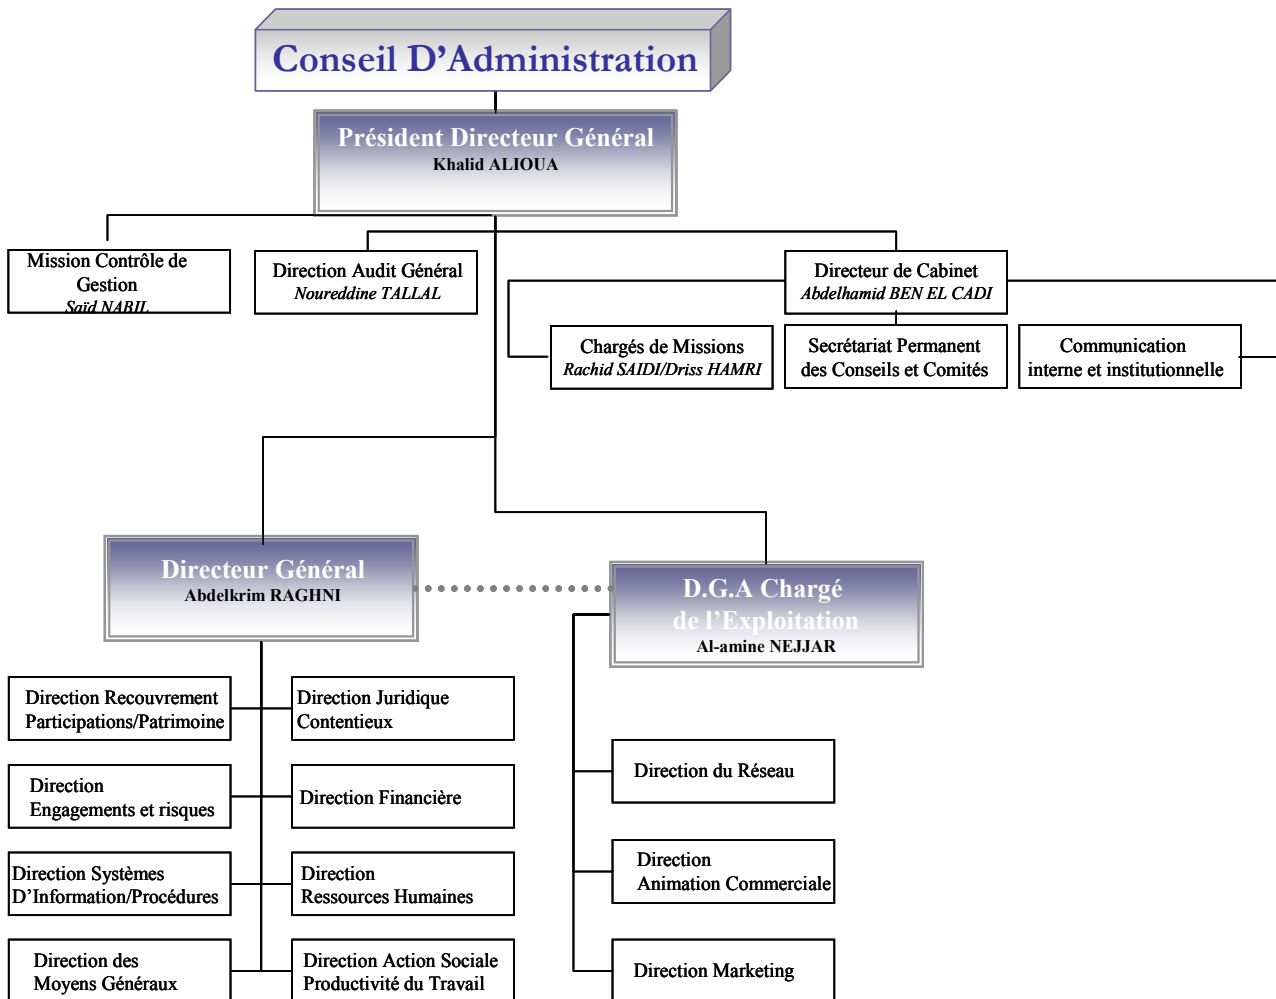 Conseil D’Administration
Président Directeur Général
Khalid ALIOUA
Mission Contrôle de
Gestion
Saïd NABIL
Direction Audit Général
Noureddine TALLAL
Directeur de Cabinet
Abdelhamid BEN EL CADI
Chargés de Missions
Rachid SAIDI/Driss HAMRI
Secrétariat Permanent
des Conseils et Comités
Communication
interne et institutionnelle
Directeur Général
Abdelkrim RAGHNI
D.G.A Chargé
de l’Exploitation
Al-amine NEJJAR
Direction Recouvrement
Participations/Patrimoine
Direction Juridique
Contentieux
Direction
Engagements et risques
Direction Financière
Direction Systèmes
D’Information/Procédures
Direction
Ressources Humaines
Direction des
Moyens Généraux
Direction Action Sociale
Productivité du Travail
Direction du Réseau
Direction
Animation Commerciale
Direction Marketing